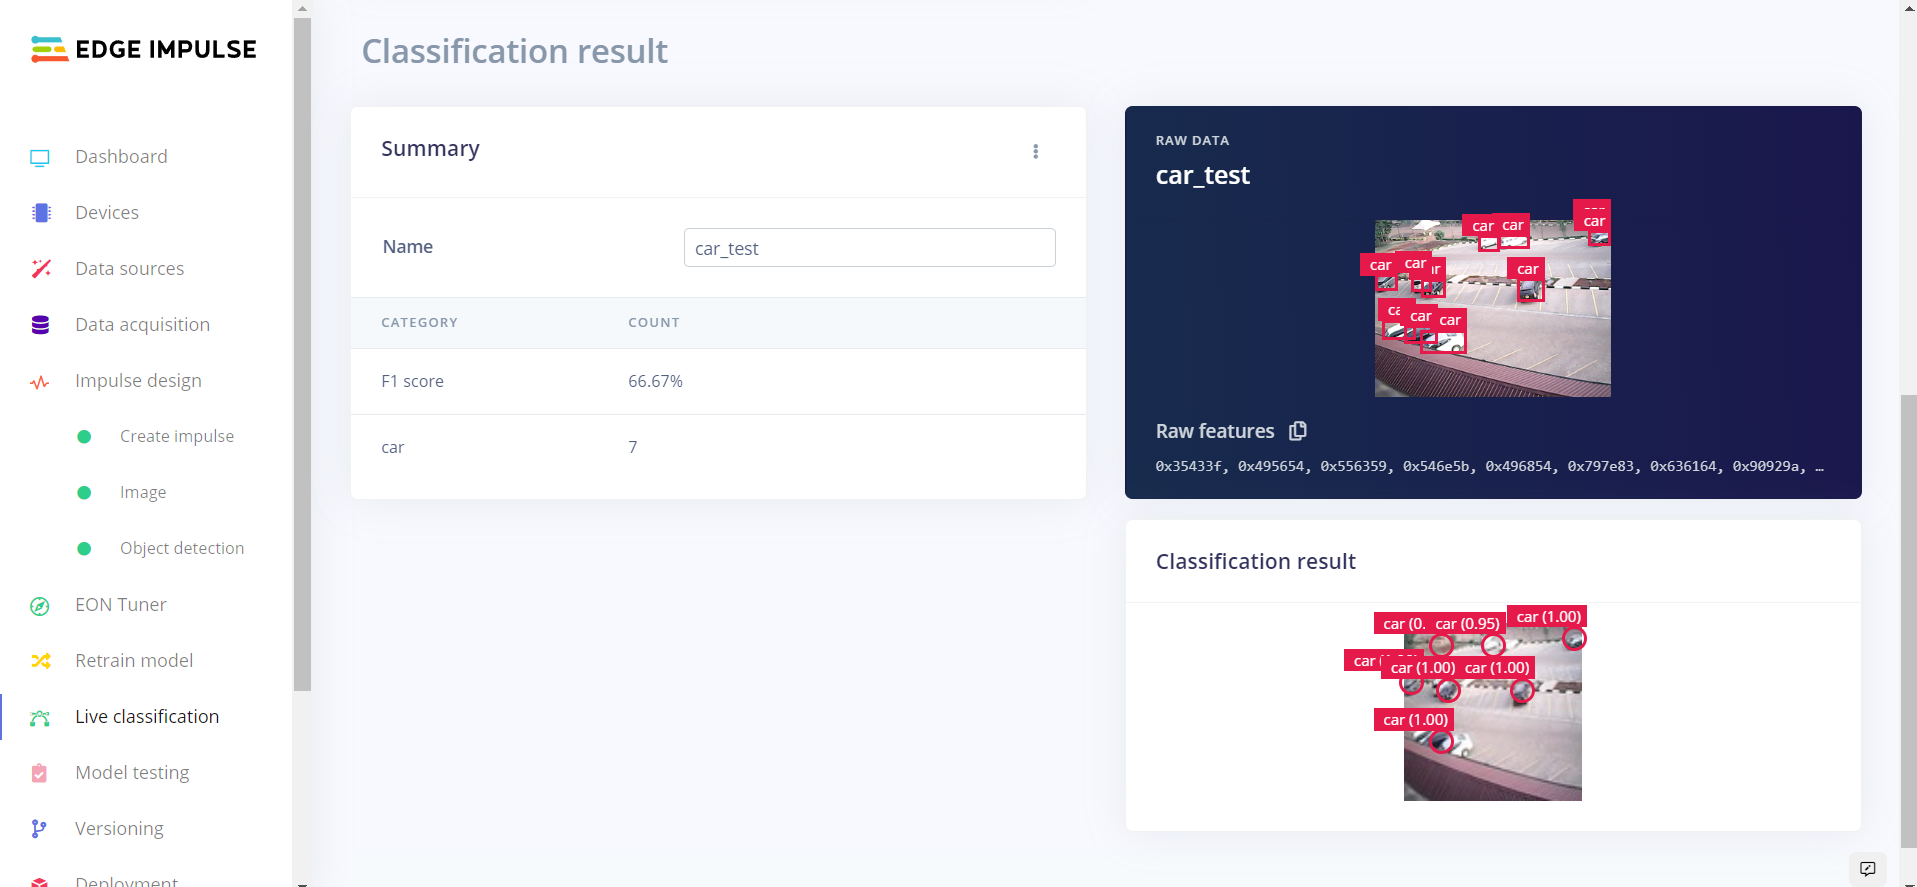 EDGE IMPULSE
Dashboard
Devices
Data sources
Data acquisition
Impulse design
Create impulse
Image
Object detection
EON Tuner
Retrain model
Live classification
Model testing
Versioning
Deployment
Classification result
Summary
Name
car_test
CATEGORY COUNT
F1 score 66.67%
car 7
RAW DATA
car_test
car
car car
car car
car
car car
Raw features
0x35433f, 0x495654, 0x556359, 0x546e5b, 0x496854, 0x797e83, 0x636164, 0x90929a, …
Classification result
car (1.00)
car (0. car (0.95)
car
car (1.00) car (1.00)
car (1.00)